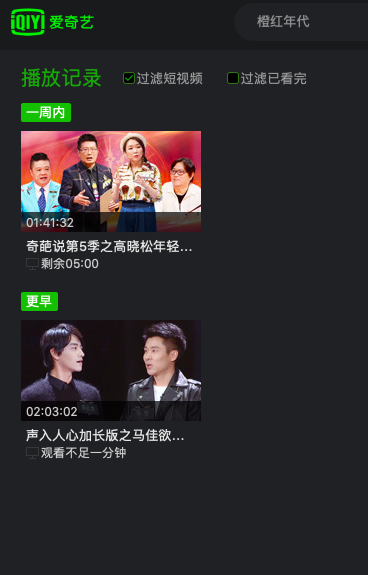 iQIYI 爱奇艺
橙红年代
播放记录
过滤短视频
过滤已看完
一周内
01:41:32
奇葩说第5季之高晓松年轻...
剩余05:00
更早
02:03:02
声入人心加长版之马佳欲...
观看不足一分钟